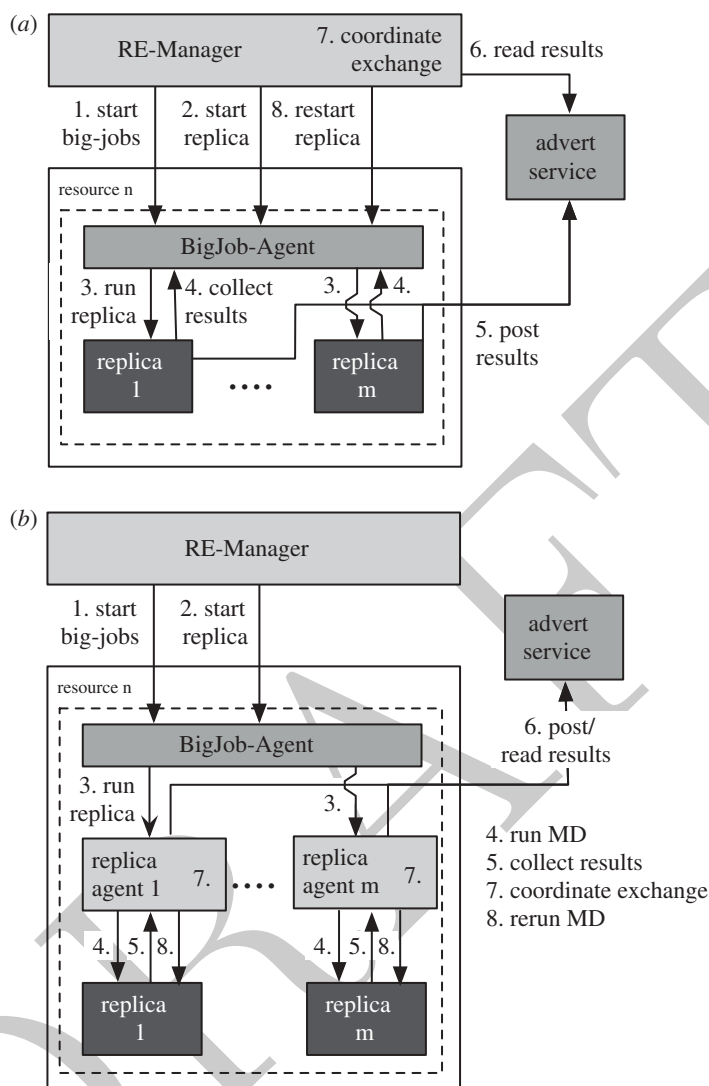 (a)
RE-Manager
7. coordinate
exchange
6. read results
1. start
big-jobs
2. start
replica
8. restart
replica
advert
service
resource n
BigJob-Agent
3. run
replica
4. collect
results
3.
4.
5. post
results
replica
1
....
replica
m
(b)
RE-Manager
1. start
big-jobs
2. start
replica
advert
service
resource n
BigJob-Agent
6. post/
read results
3. run
replica
3.
replica
agent 1
7.
....
replica
agent m
7.
4. run MD
5. collect results
7. coordinate exchange
8. rerun MD
4.
5.
8.
4.
5.
8.
replica
1
replica
m